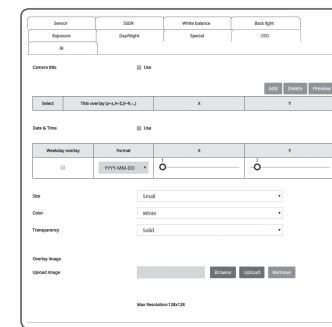 Sensor SSDR White balance Back light
Exposure Day/Night Special OSD
IR
Camera title Use
Add Delete Preview
Select Title overlay (a~z,A~Z,0~9,-,.) X Y
Date & Time Use
Weekday overlay Format X Y
YYYY-MM-DD 1 2
Size Small
Color White
Transparency Solid
Overlay image
Upload image Browse Upload Remove
Max Resolution:128x128